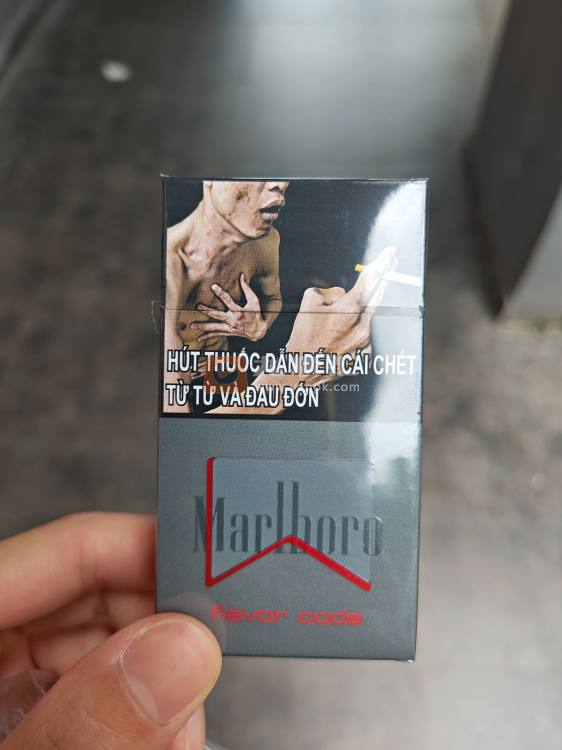 HÚT THUỐC DẪN ĐẾN CÁI CHẾT
TỪ TỪ VÀ ĐAU ĐỚN
Marlboro
flavor code